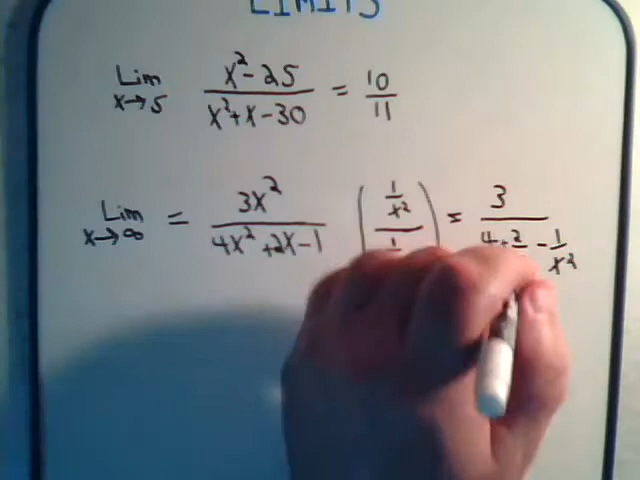 LIMITS
Lim x→5 x²-25 / x²+x-30 = 10/11
Lim x→∞ = 3x² / 4x²+2x-1 ( 1/x² / 1 ) = 3 / 4+2 - 1/x²